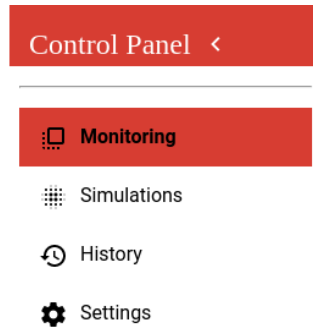 Control Panel
Monitoring
Simulations
History
Settings